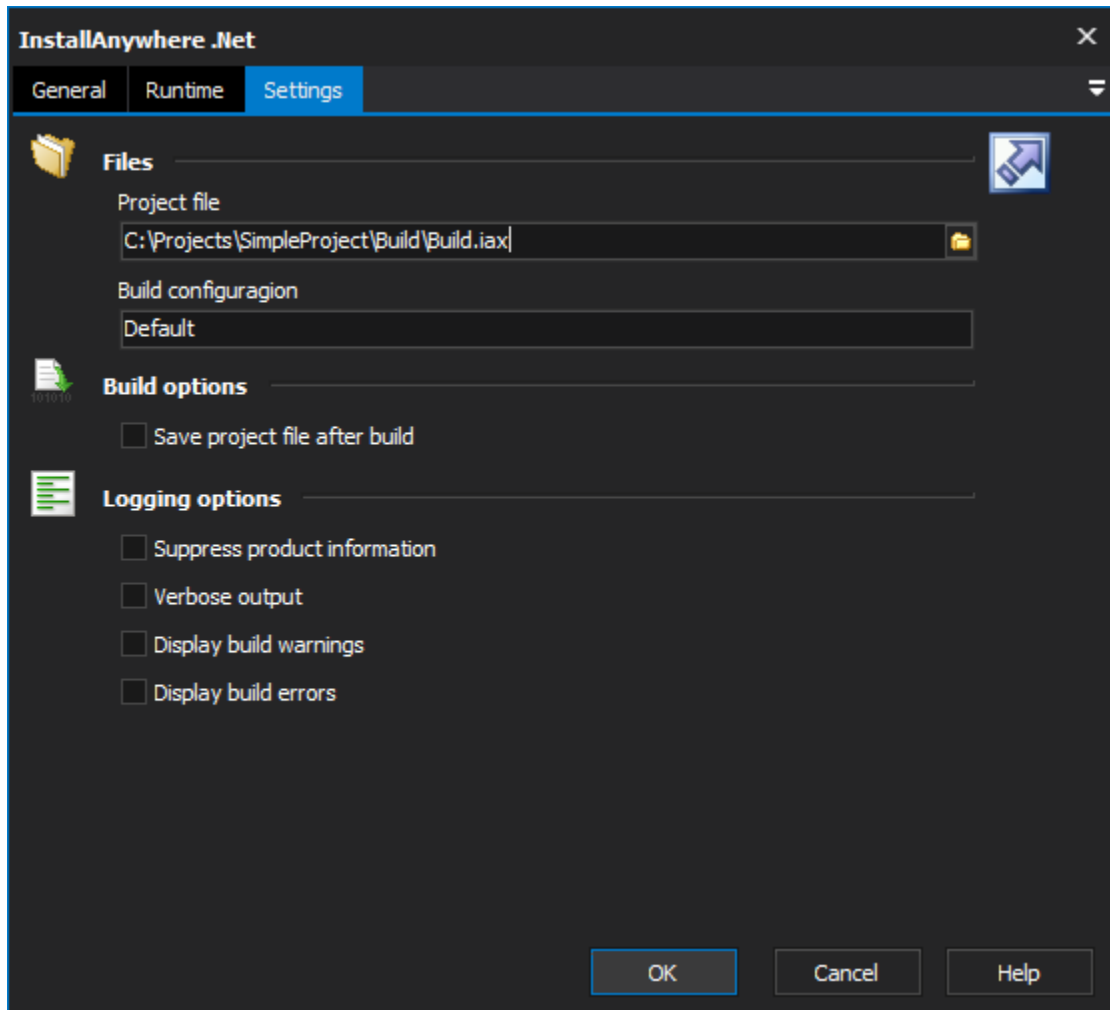 InstallAnywhere .Net
General Runtime Settings
Files
Project file
C:\Projects\SimpleProject\Build\Build.iax
Build configuragion
Default
101010
Build options
Save project file after build
Logging options
Suppress product information
Verbose output
Display build warnings
Display build errors
OK Cancel Help